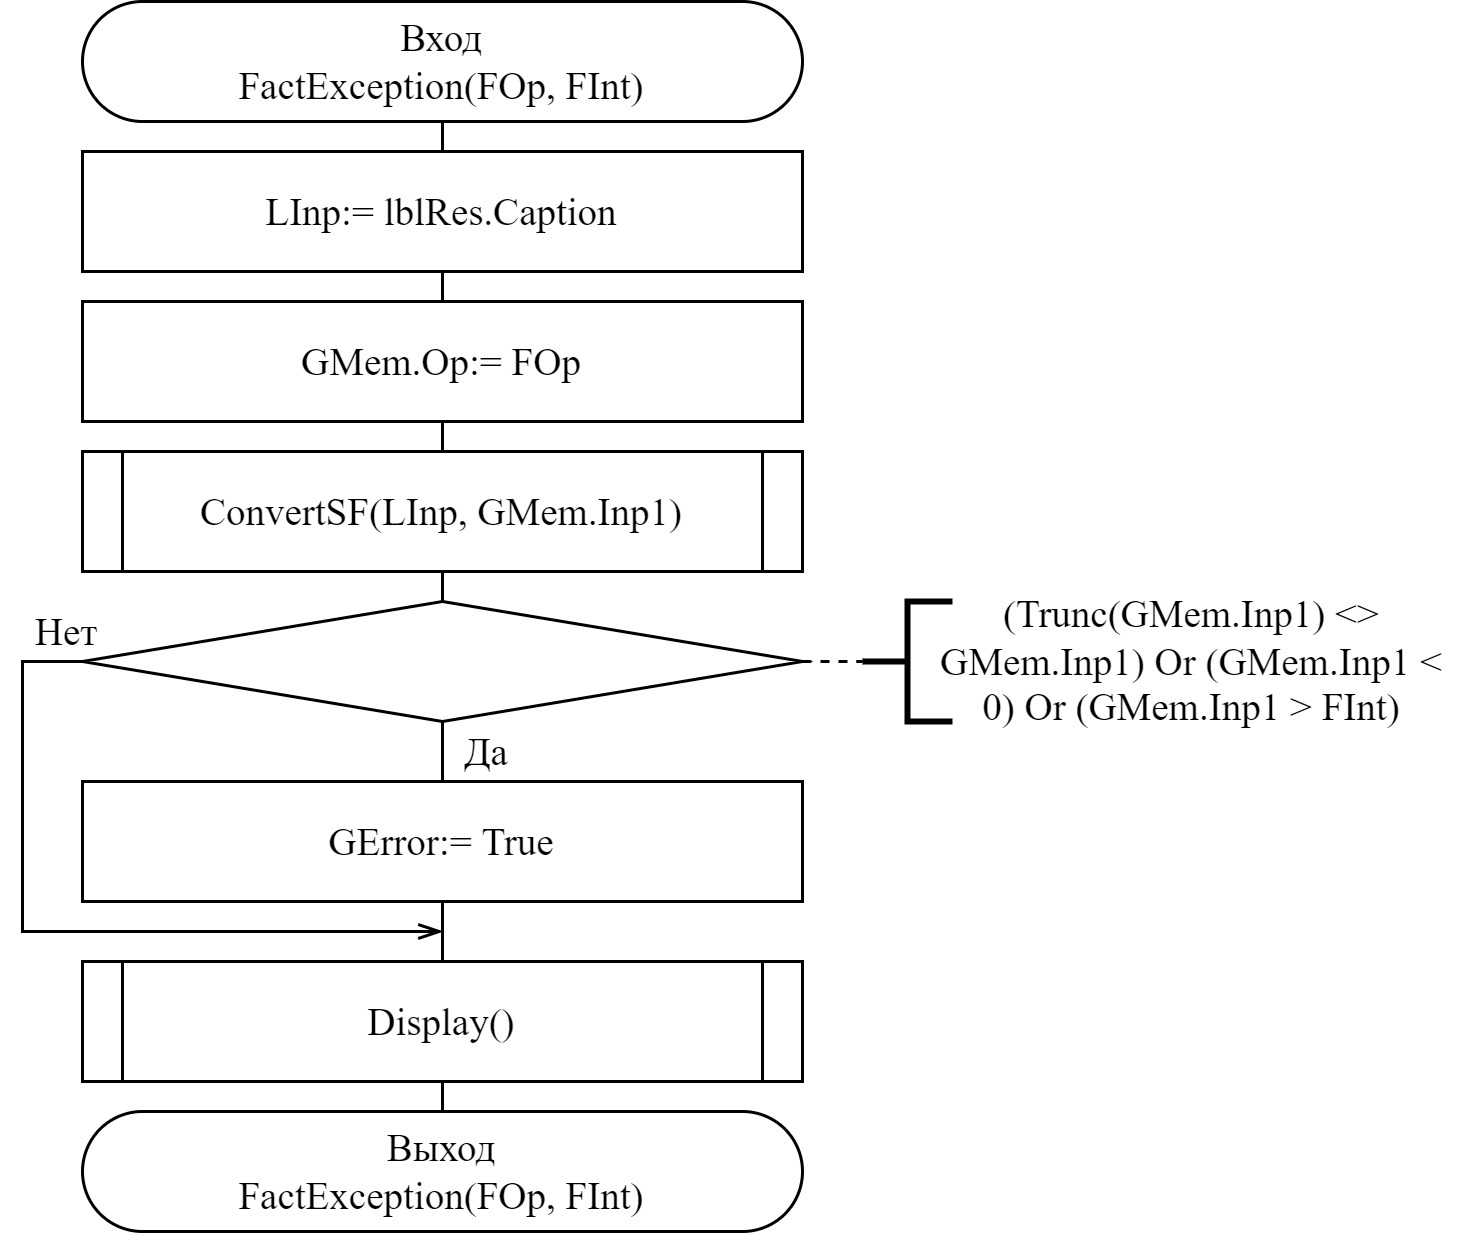 Вход
FactException(FOp, FInt)
LInp:= lblRes.Caption
GMem.Op:= FOp
ConvertSF(LInp, GMem.Inp1)
(Trunc(GMem.Inp1) <>
GMem.Inp1) Or (GMem.Inp1 <
0) Or (GMem.Inp1 > FInt)
Нет
Да
GError:= True
Display()
Выход
FactException(FOp, FInt)